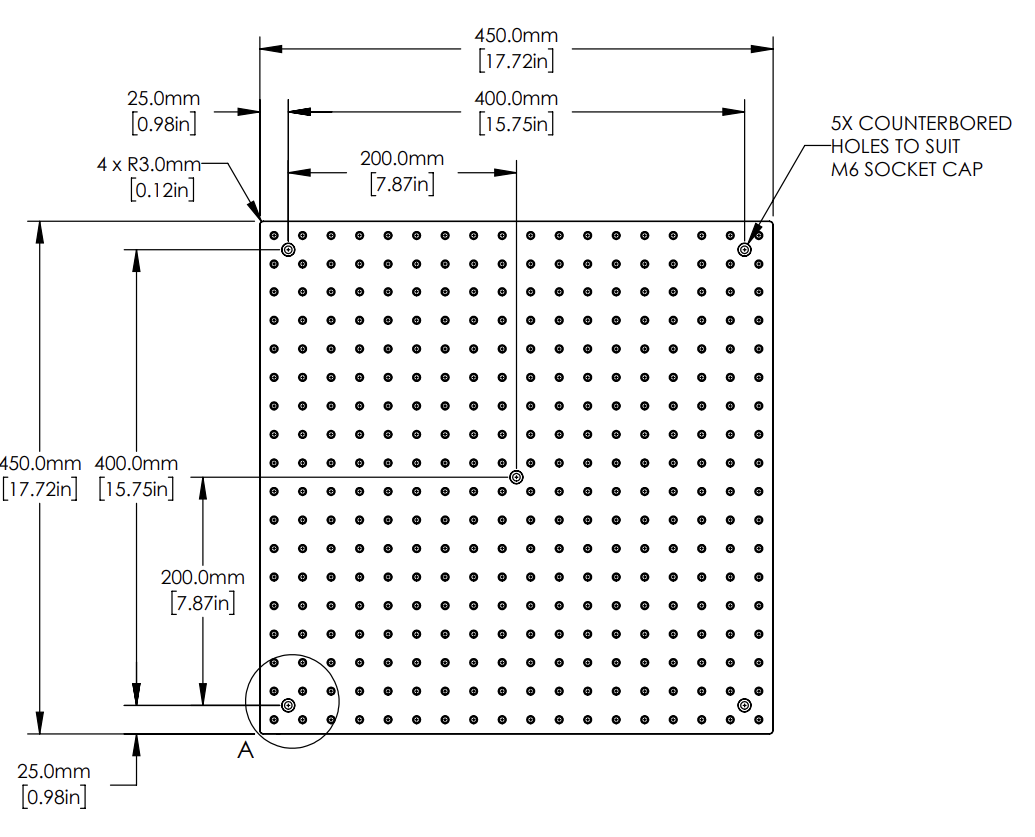 450.0mm
[17.72in]
25.0mm
[0.98in]
400.0mm
[15.75in]
5X COUNTERBORED
HOLES TO SUIT
M6 SOCKET CAP
4 x R3.0mm
[0.12in]
200.0mm
[7.87in]
450.0mm
[17.72in]
400.0mm
[15.75in]
200.0mm
[7.87in]
A
25.0mm
[0.98in]